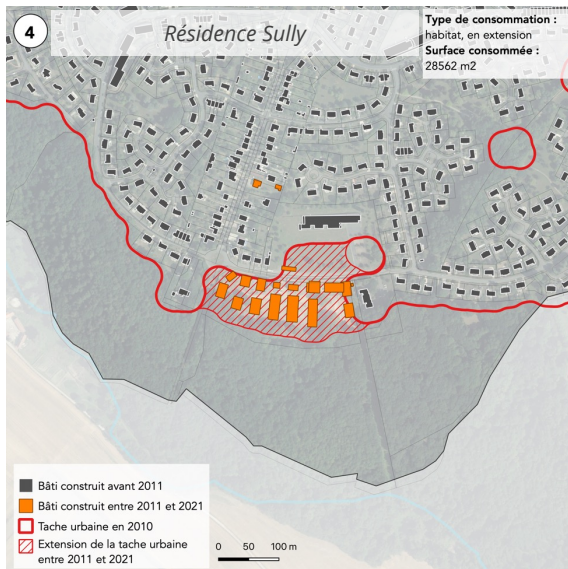 4
Résidence Sully
Type de consommation :
habitat, en extension
Surface consommée :
28562 m2
Bâti construit avant 2011
Bâti construit entre 2011 et 2021
Tache urbaine en 2010
Extension de la tache urbaine
entre 2011 et 2021
0 50 100 m